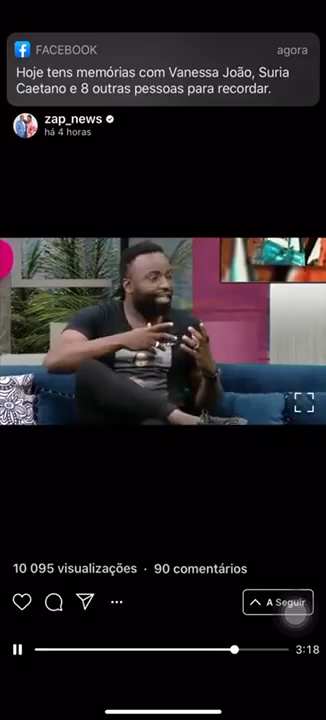 FACEBOOK
agora
Hoje tens memórias com Vanessa João, Suria
Caetano e 8 outras pessoas para recordar.
zap_news
há 4 horas
10 095 visualizações · 90 comentários
A Seguir
3:18